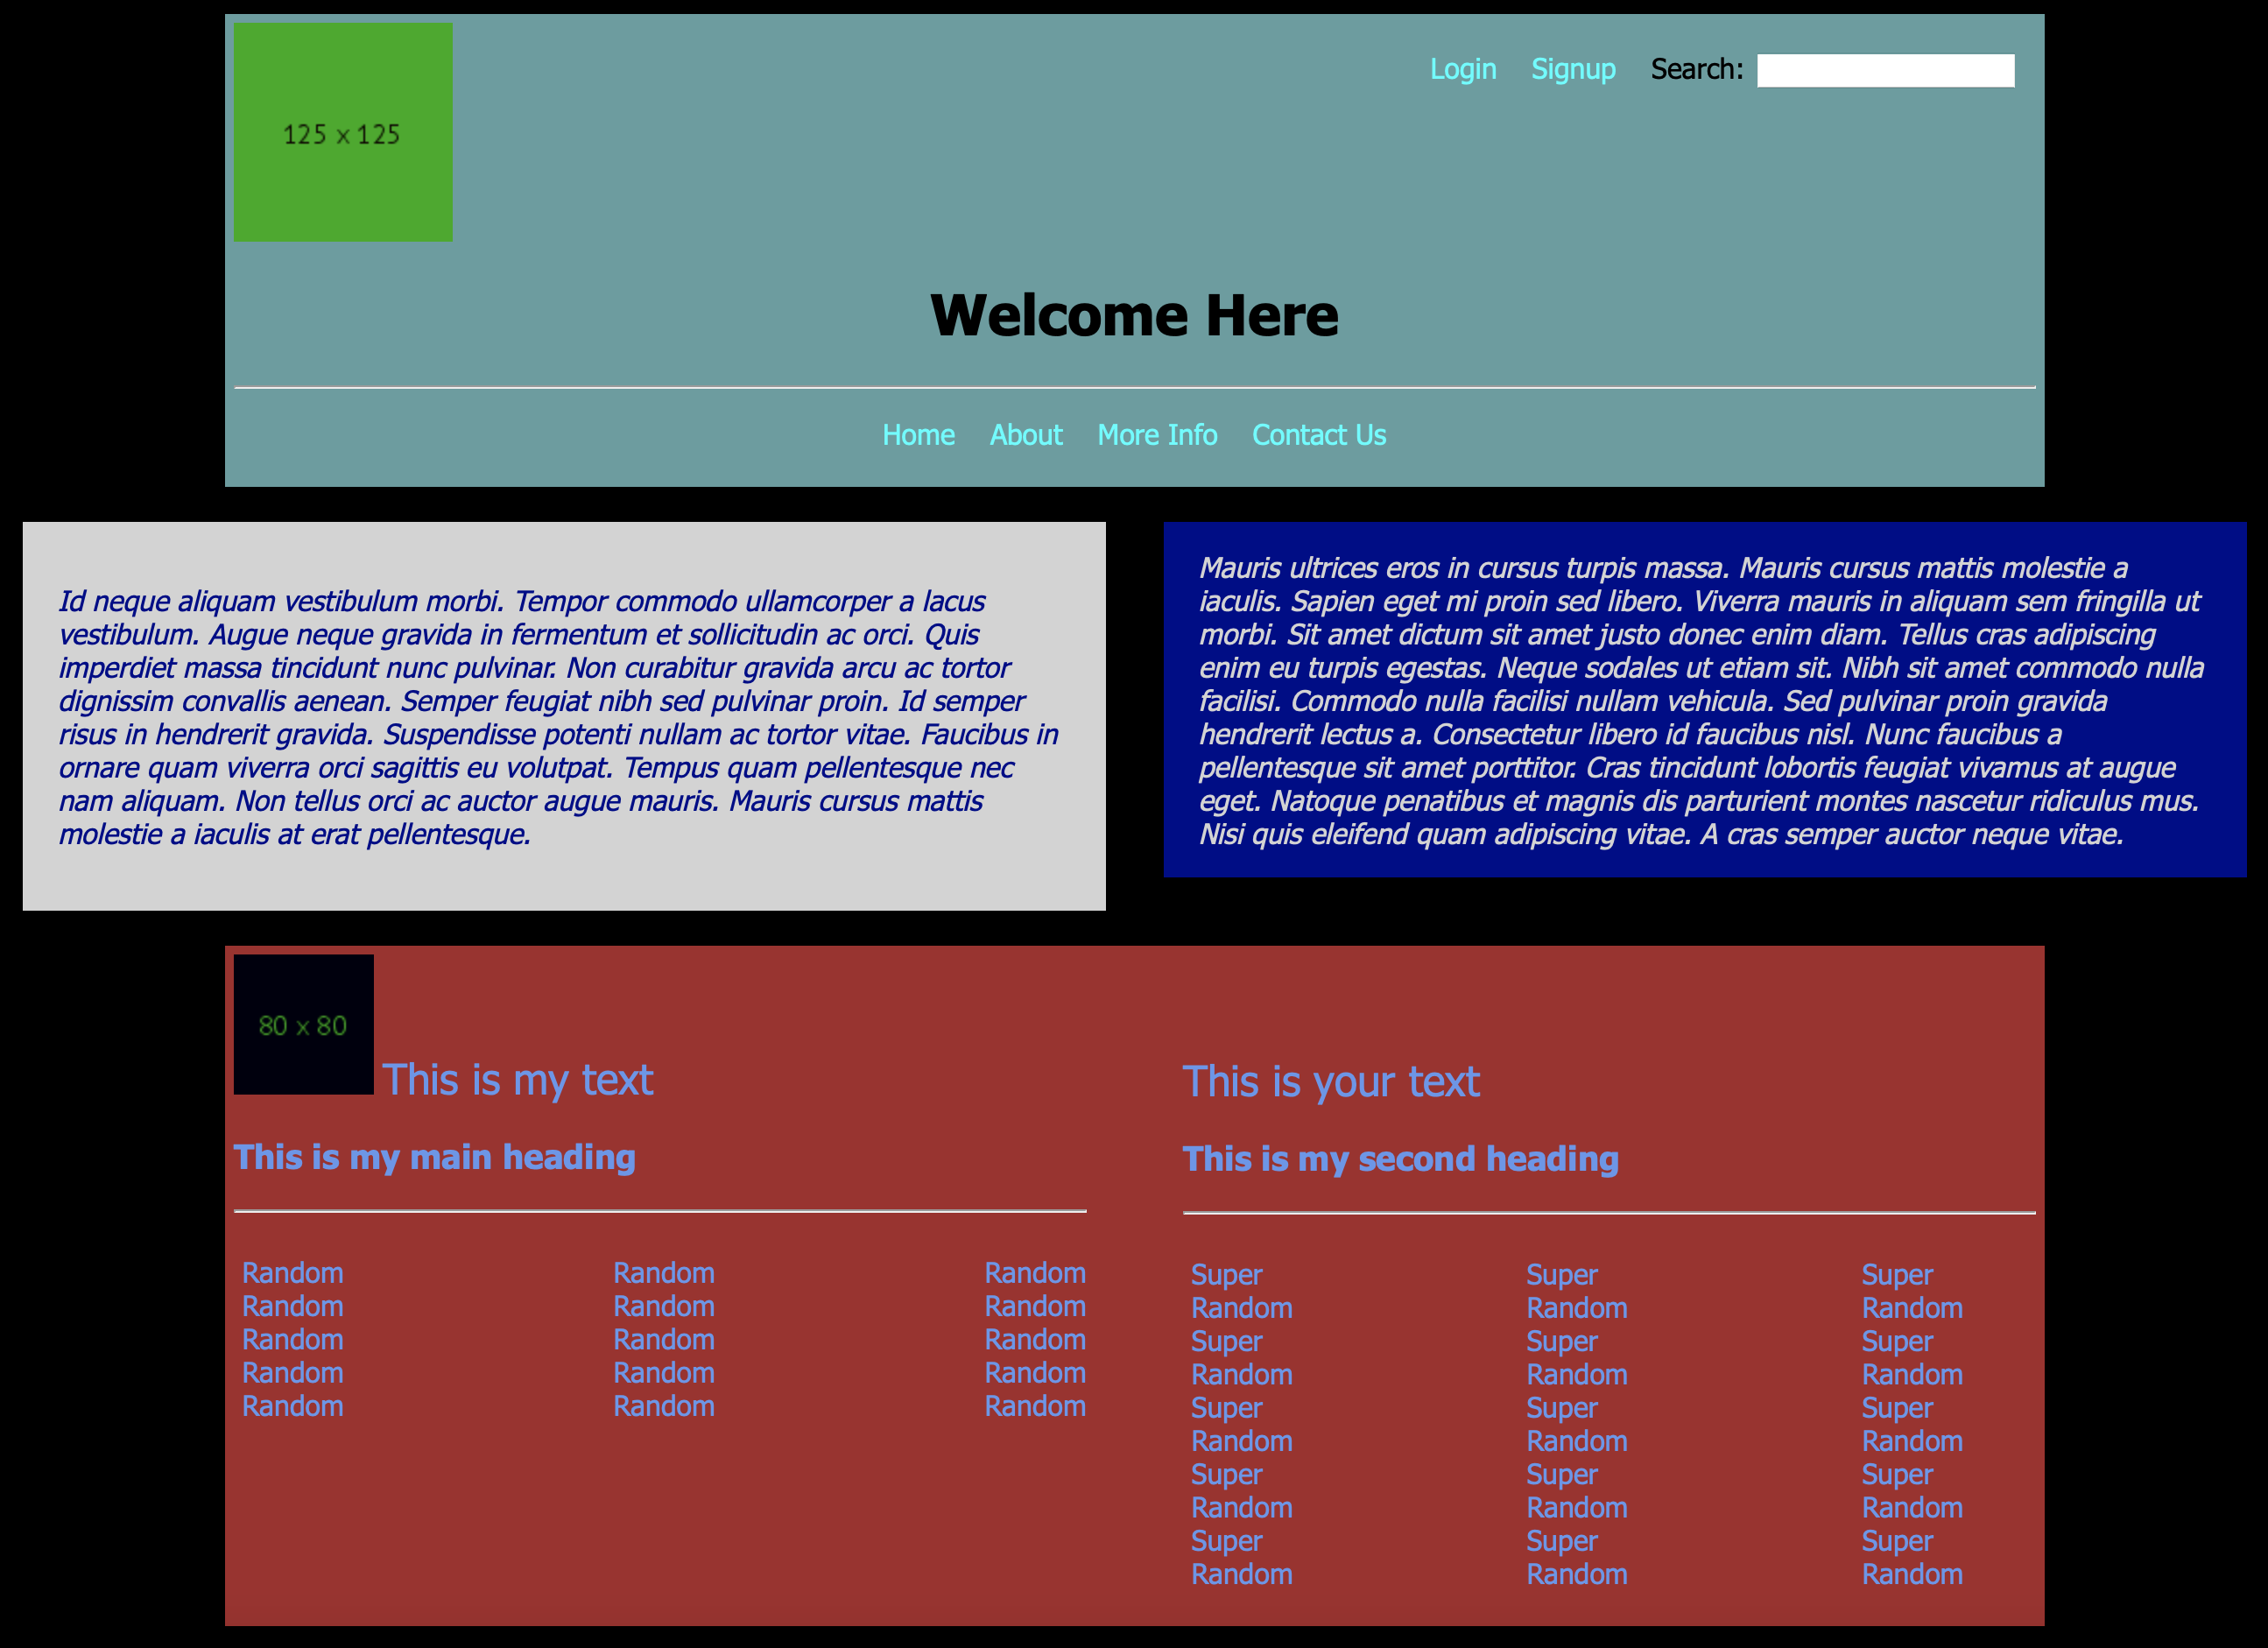 125 x 125
Login Signup Search:
Welcome Here
Home About More Info Contact Us
Id neque aliquam vestibulum morbi. Tempor commodo ullamcorper a lacus
vestibulum. Augue neque gravida in fermentum et sollicitudin ac orci. Quis
imperdiet massa tincidunt nunc pulvinar. Non curabitur gravida arcu ac tortor
dignissim convallis aenean. Semper feugiat nibh sed pulvinar proin. Id semper
risus in hendrerit gravida. Suspendisse potenti nullam ac tortor vitae. Faucibus in
ornare quam viverra orci sagittis eu volutpat. Tempus quam pellentesque nec
nam aliquam. Non tellus orci ac auctor augue mauris. Mauris cursus mattis
molestie a iaculis at erat pellentesque.
Mauris ultrices eros in cursus turpis massa. Mauris cursus mattis molestie a
iaculis. Sapien eget mi proin sed libero. Viverra mauris in aliquam sem fringilla ut
morbi. Sit amet dictum sit amet justo donec enim diam. Tellus cras adipiscing
enim eu turpis egestas. Neque sodales ut etiam sit. Nibh sit amet commodo nulla
facilisi. Commodo nulla facilisi nullam vehicula. Sed pulvinar proin gravida
hendrerit lectus a. Consectetur libero id faucibus nisl. Nunc faucibus a
pellentesque sit amet porttitor. Cras tincidunt lobortis feugiat vivamus at augue
eget. Natoque penatibus et magnis dis parturient montes nascetur ridiculus mus.
Nisi quis eleifend quam adipiscing vitae. A cras semper auctor neque vitae.
80 x 80
This is my text
This is my main heading
Random Random Random
Random Random Random
Random Random Random
Random Random Random
Random Random Random
This is your text
This is my second heading
Super Super Super
Random Random Random
Super Super Super
Random Random Random
Super Super Super
Random Random Random
Super Super Super
Random Random Random
Super Super Super
Random Random Random